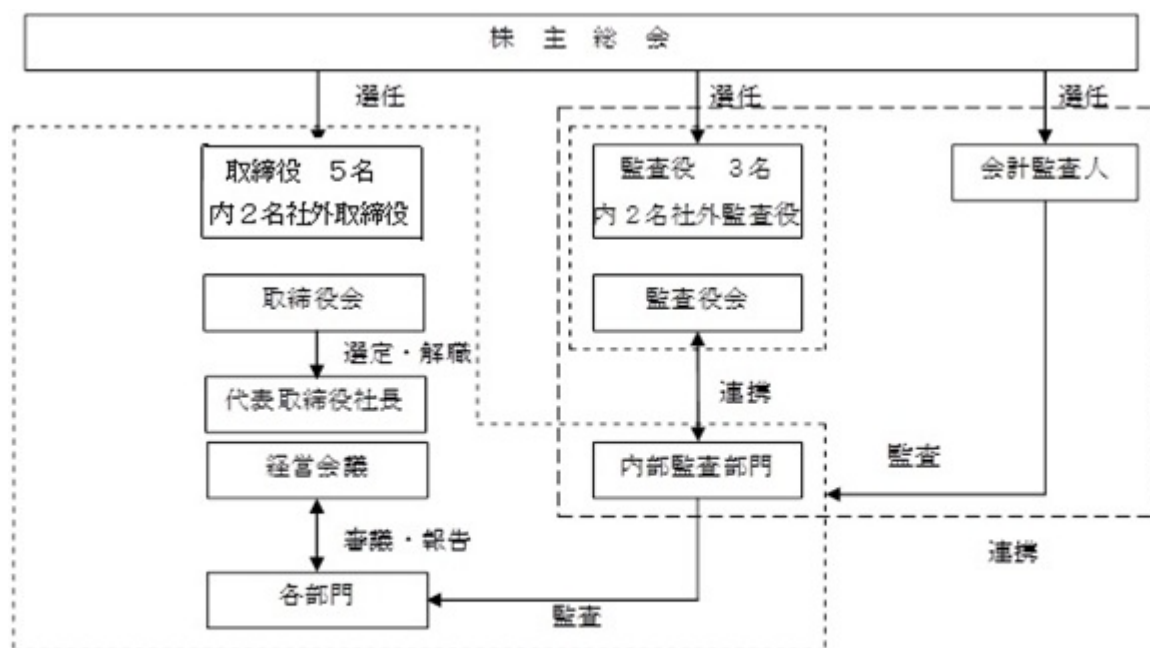 株 主 総 会
選任
選任
選任
取締役 5名
内2名社外取締役
監査役 3名
内2名社外監査役
会計監査人
取締役会
監査役会
選定・解職
代表取締役社長
連携
経営会議
内部監査部門
監査
審議・報告
連携
各部門
監査